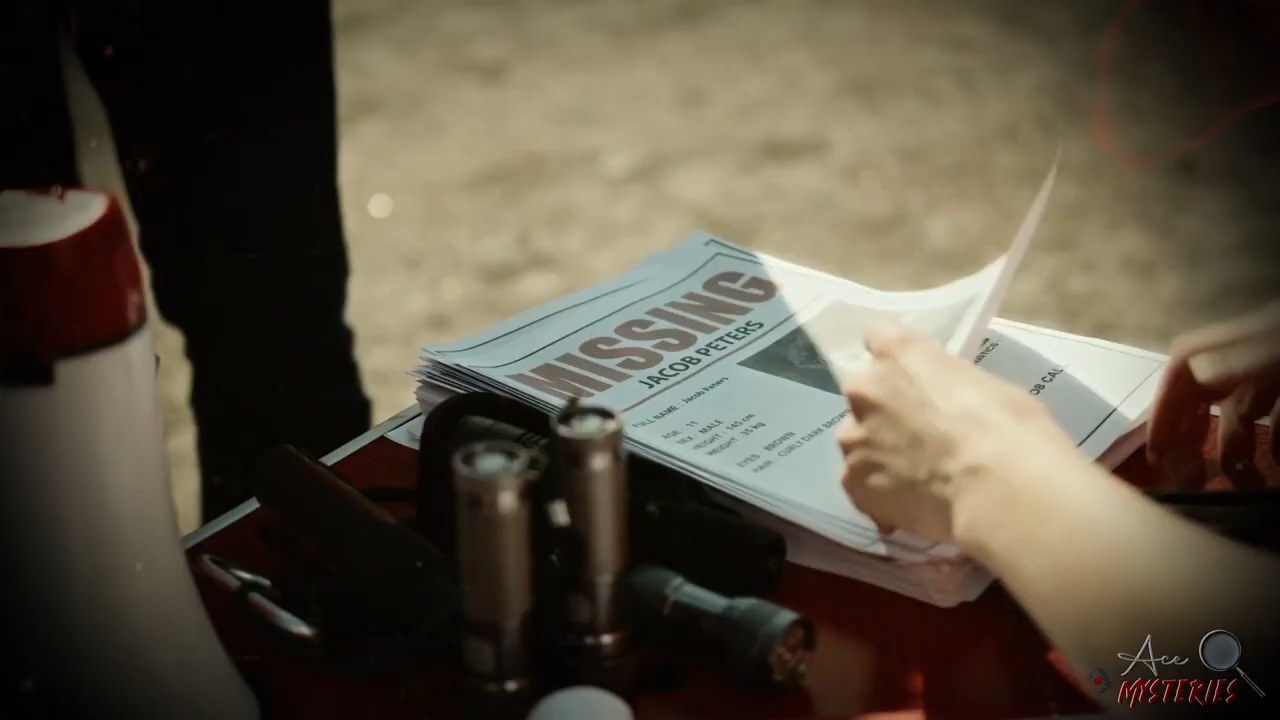 MISSING
JACOB PETERS
FULL NAME : Jacob Peters
AGE : 11
SEX : MALE
HEIGHT : 145 cm
WEIGHT : 35 kg
EYES : BROWN
HAIR : CURLY DARK BROWN
Ace
MYSTERIES